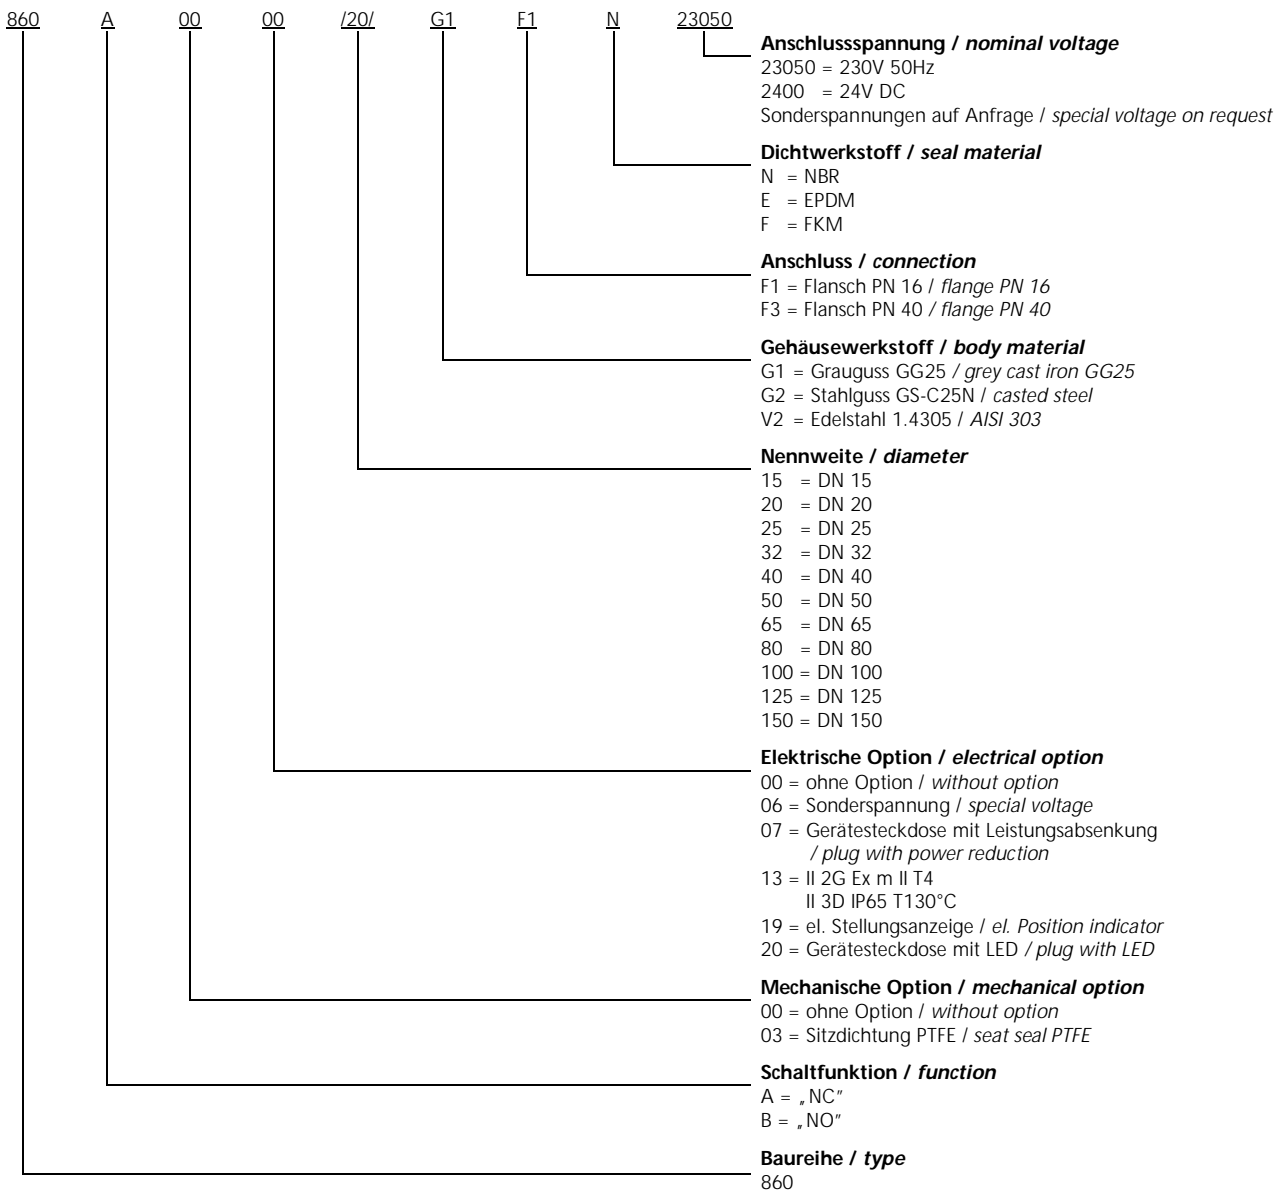 860 A 00 00 /20/ G1 F1 N 23050
Anschlussspannung / nominal voltage
23050 = 230V 50Hz
2400 = 24V DC
Sonderspannungen auf Anfrage / special voltage on request
Dichtwerkstoff / seal material
N = NBR
E = EPDM
F = FKM
Anschluss / connection
F1 = Flansch PN 16 / flange PN 16
F3 = Flansch PN 40 / flange PN 40
Gehäusewerkstoff / body material
G1 = Grauguss GG25 / grey cast iron GG25
G2 = Stahlguss GS-C25N / casted steel
V2 = Edelstahl 1.4305 / AISI 303
Nennweite / diameter
15 = DN 15
20 = DN 20
25 = DN 25
32 = DN 32
40 = DN 40
50 = DN 50
65 = DN 65
80 = DN 80
100 = DN 100
125 = DN 125
150 = DN 150
Elektrische Option / electrical option
00 = ohne Option / without option
06 = Sonderspannung / special voltage
07 = Gerätesteckdose mit Leistungsabsenkung
/ plug with power reduction
13 = II 2G Ex m II T4
II 3D IP65 T130°C
19 = el. Stellungsanzeige / el. Position indicator
20 = Gerätesteckdose mit LED / plug with LED
Mechanische Option / mechanical option
00 = ohne Option / without option
03 = Sitzdichtung PTFE / seat seal PTFE
Schaltfunktion / function
A = „NC"
B = „NO"
Baureihe / type
860